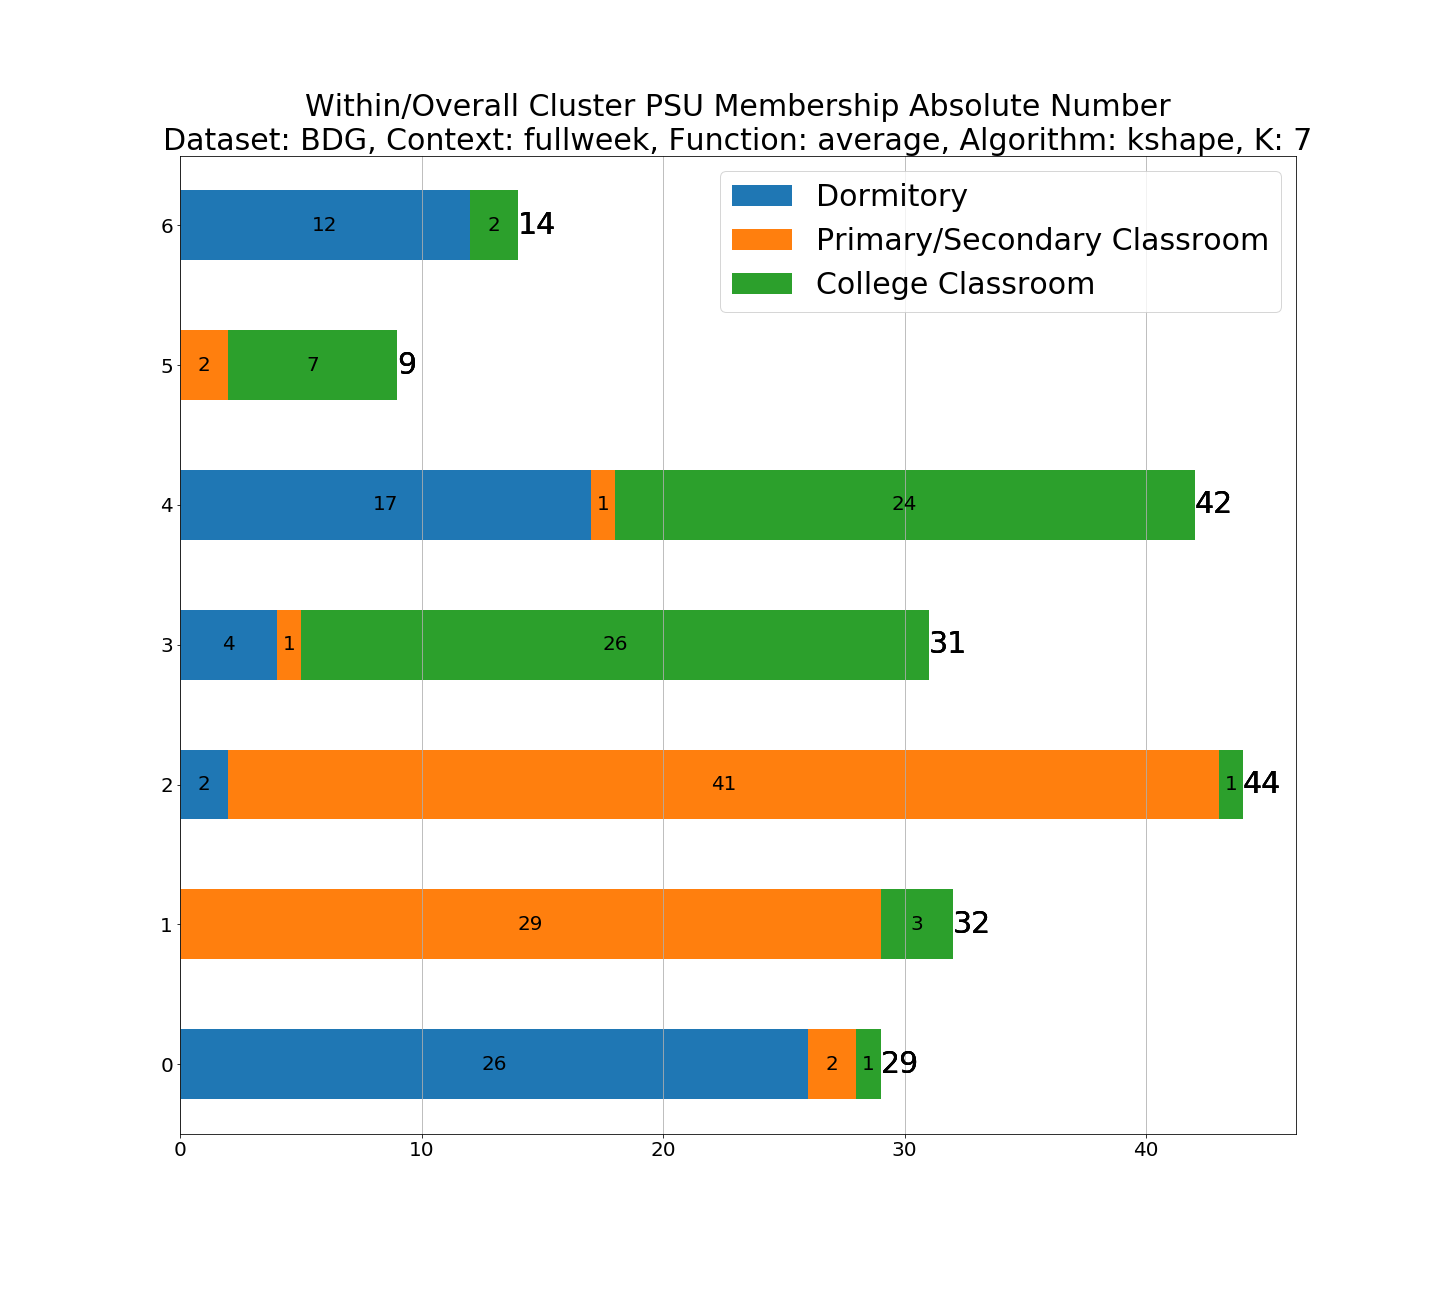 Within/Overall Cluster PSU Membership Absolute Number
Dataset: BDG, Context: fullweek, Function: average, Algorithm: kshape, K: 7
Dormitory
Primary/Secondary Classroom
College Classroom
6 12 2 14
5 2 7 9
4 17 1 24 42
3 4 1 26 31
2 2 41 1 44
1 29 3 32
0 26 2 1 29
0 10 20 30 40